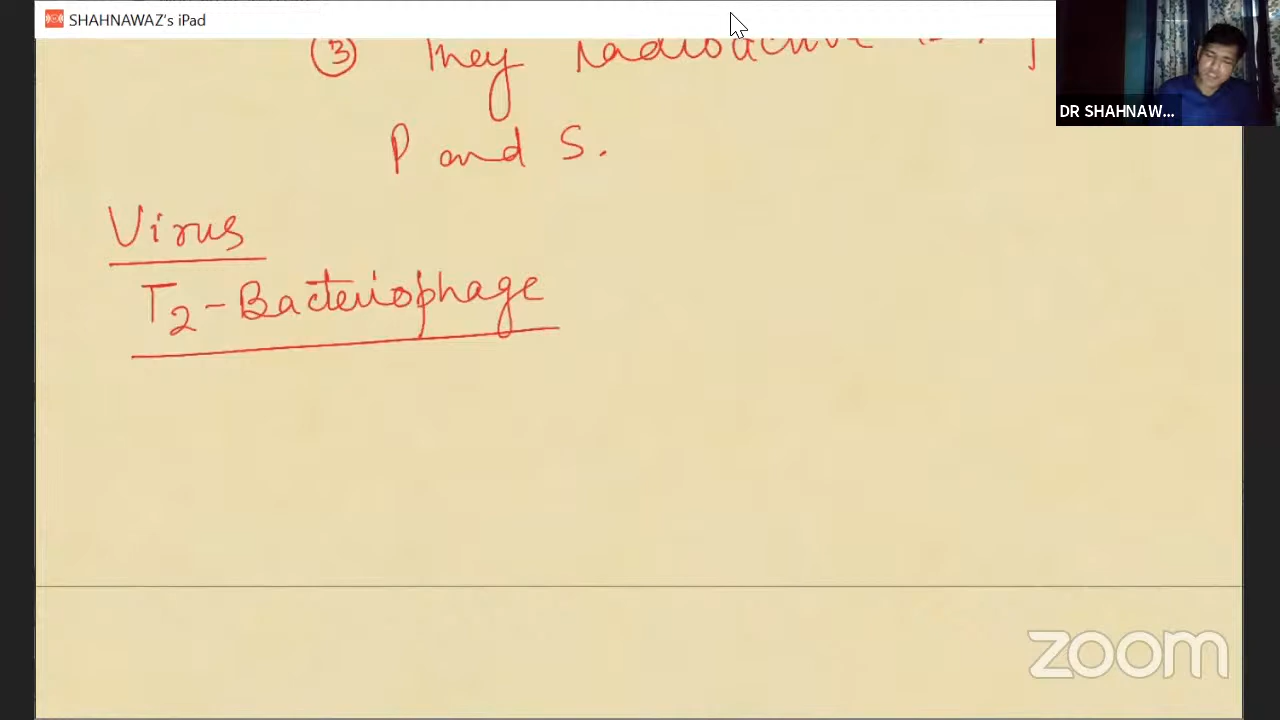 SHAHNAWAZ's iPad
DR SHAHNAW...
③ They radioactive
P and S.
Virus
T2-Bacteriophage
zoom